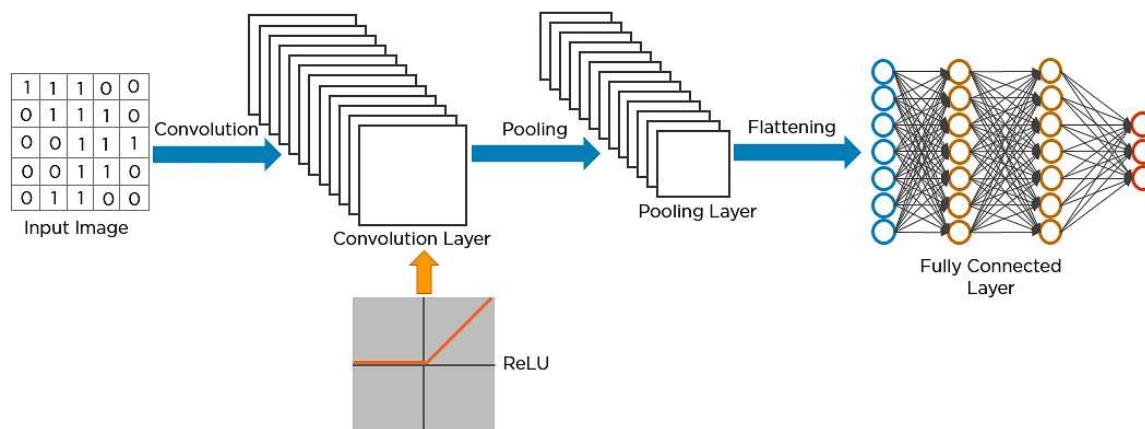 1 1 1 0 0
0 1 1 1 0
0 0 1 1 1
0 0 1 1 0
0 1 1 0 0
Input Image
Convolution
Convolution Layer
ReLU
Pooling
Pooling Layer
Flattening
Fully Connected
Layer